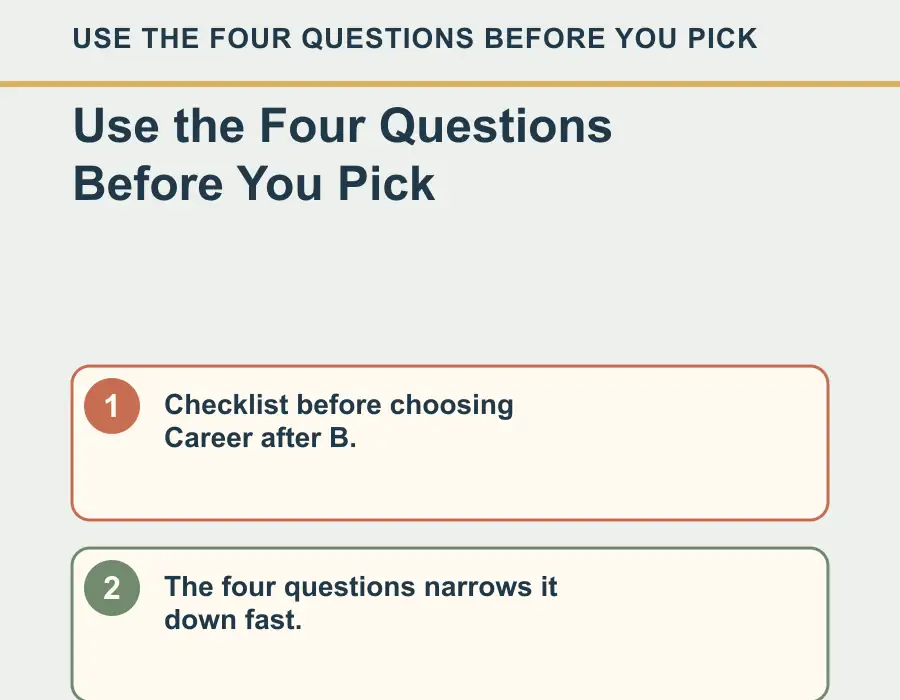 USE THE FOUR QUESTIONS BEFORE YOU PICK
Use the Four Questions
Before You Pick
1
Checklist before choosing
Career after B.
2
The four questions narrows it
down fast.